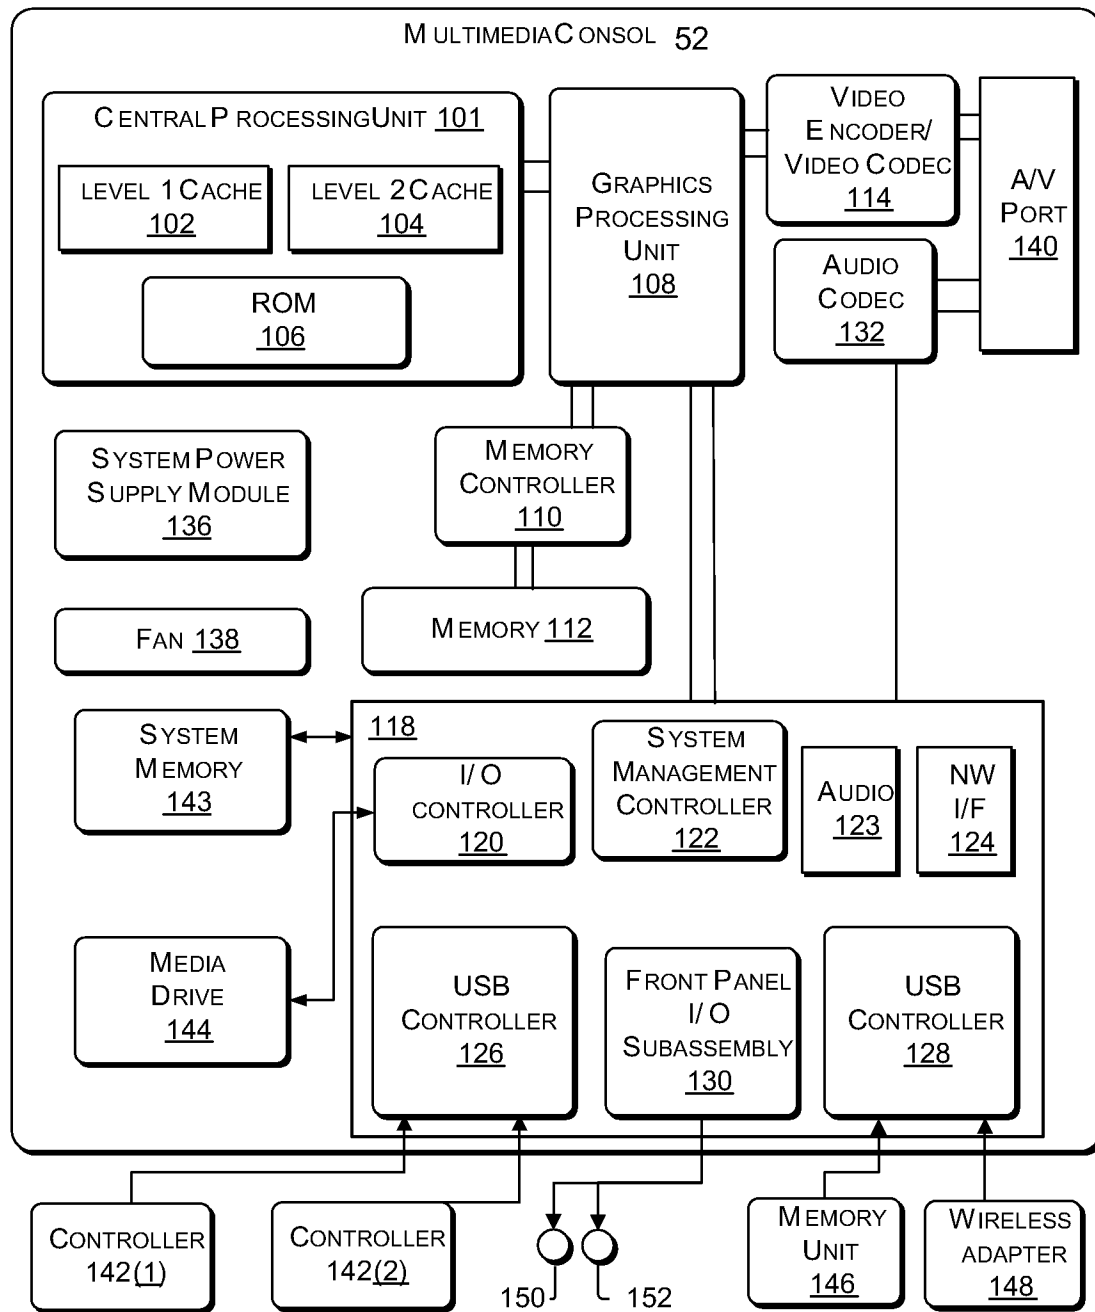 MULTIMEDIA CONSOL 52
CENTRAL PROCESSING UNIT 101
LEVEL 1 CACHE
102
LEVEL 2 CACHE
104
ROM
106
GRAPHICS
PROCESSING
UNIT
108
VIDEO
ENCODER/
VIDEO CODEC
114
A/V
PORT
140
AUDIO
CODEC
132
SYSTEM POWER
SUPPLY MODULE
136
MEMORY
CONTROLLER
110
FAN 138
MEMORY 112
SYSTEM
MEMORY
143
118
I/O
CONTROLLER
120
SYSTEM
MANAGEMENT
CONTROLLER
122
AUDIO
123
NW
I/F
124
MEDIA
DRIVE
144
USB
CONTROLLER
126
FRONT PANEL
I/O
SUBASSEMBLY
130
USB
CONTROLLER
128
CONTROLLER
142(1)
CONTROLLER
142(2)
150
152
MEMORY
UNIT
146
WIRELESS
ADAPTER
148